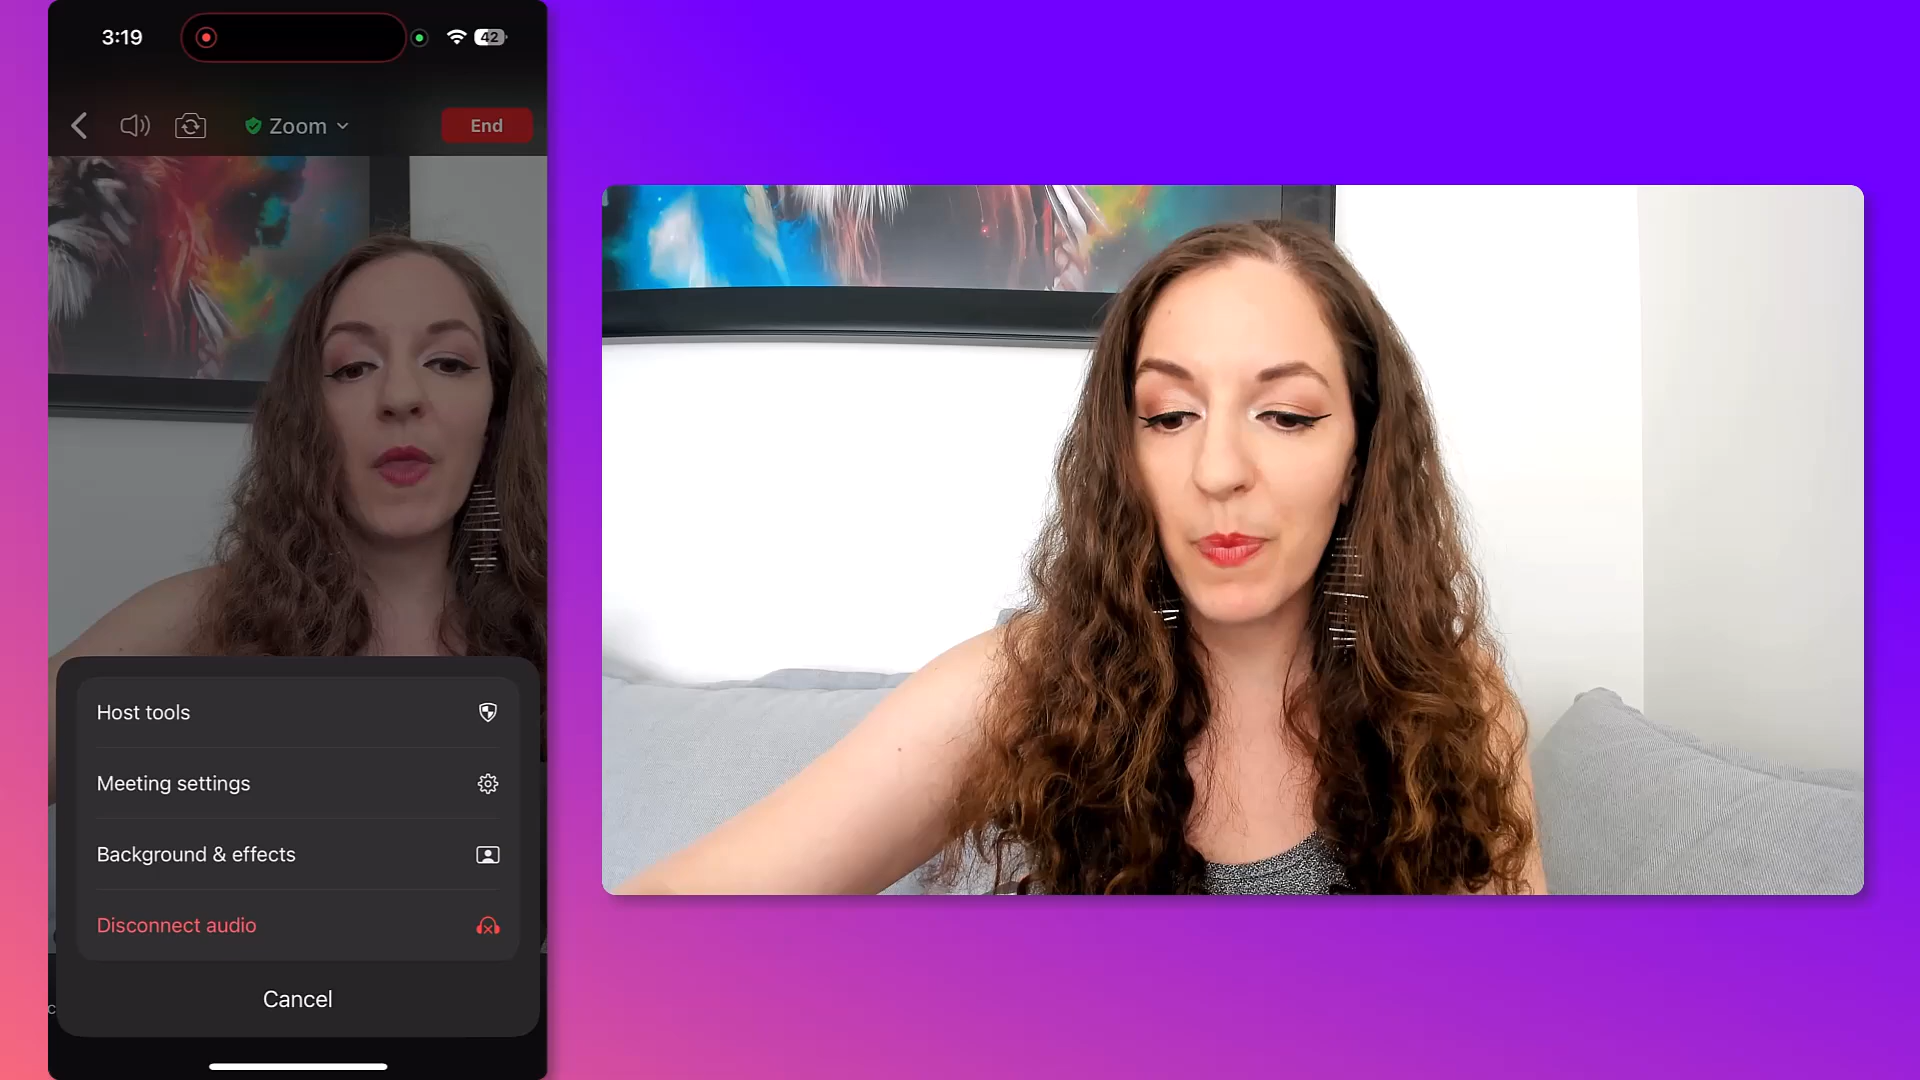 3:19
42
Zoom
End
Host tools
Meeting settings
Background & effects
Disconnect audio
Cancel